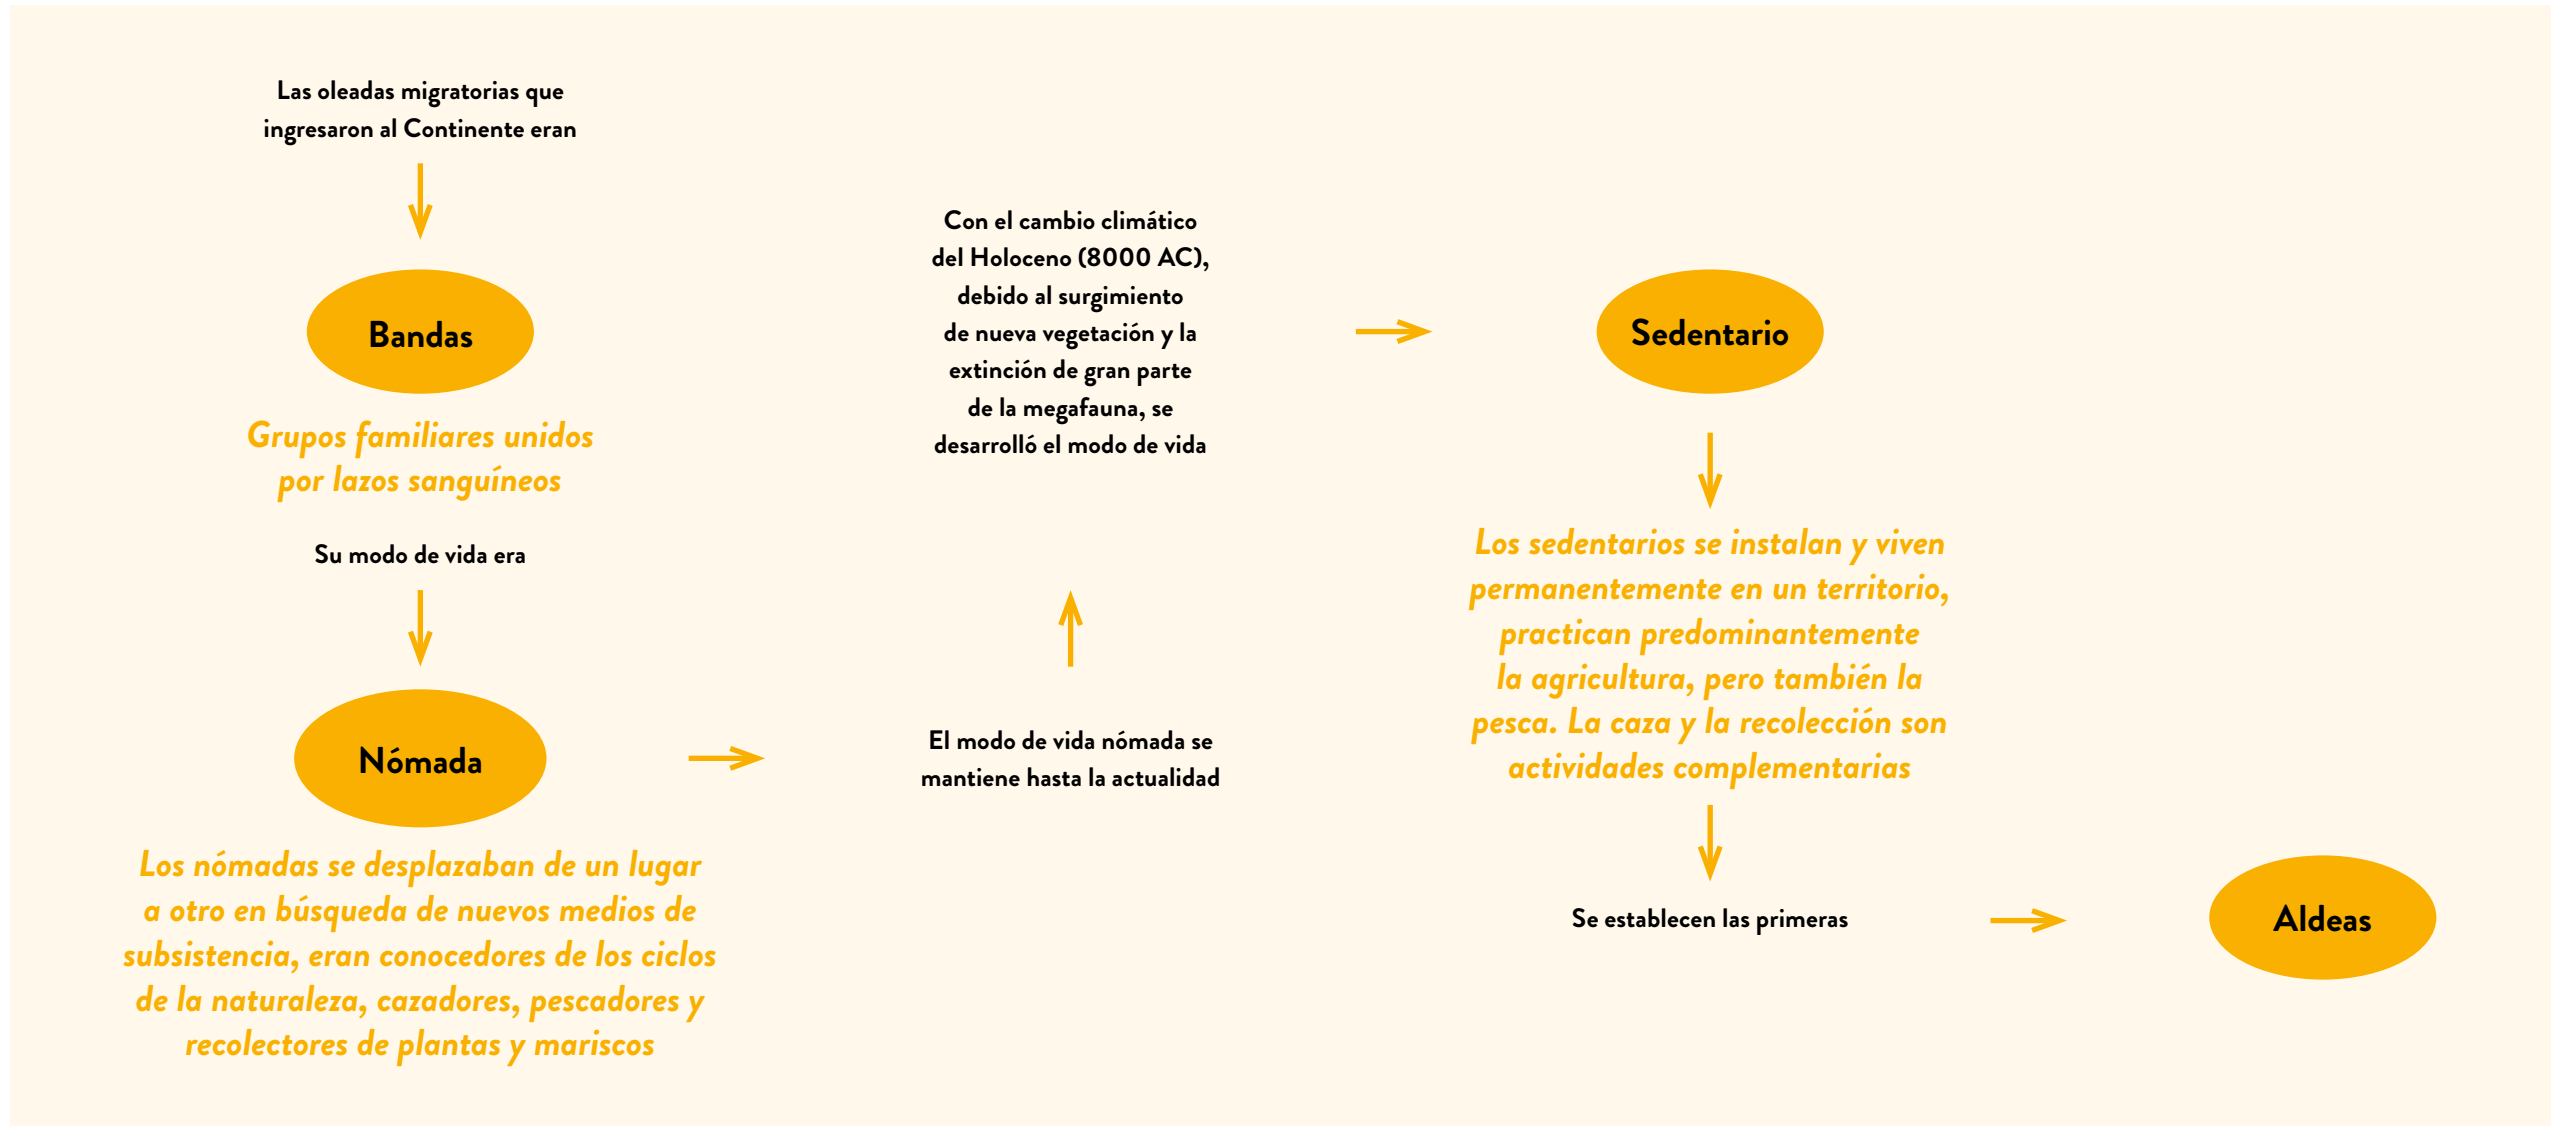 Las oleadas migratorias que
ingresaron al Continente eran
Bandas
Grupos familiares unidos
por lazos sanguíneos
Su modo de vida era
Nómada
Los nómadas se desplazaban de un lugar
a otro en búsqueda de nuevos medios de
subsistencia, eran conocedores de los ciclos
de la naturaleza, cazadores, pescadores y
recolectores de plantas y mariscos
El modo de vida nómada se
mantiene hasta la actualidad
Con el cambio climático
del Holoceno (8000 AC),
debido al surgimiento
de nueva vegetación y la
extinción de gran parte
de la megafauna, se
desarrolló el modo de vida
Sedentario
Los sedentarios se instalan y viven
permanentemente en un territorio,
practican predominantemente
la agricultura, pero también la
pesca. La caza y la recolección son
actividades complementarias
Se establecen las primeras
Aldeas